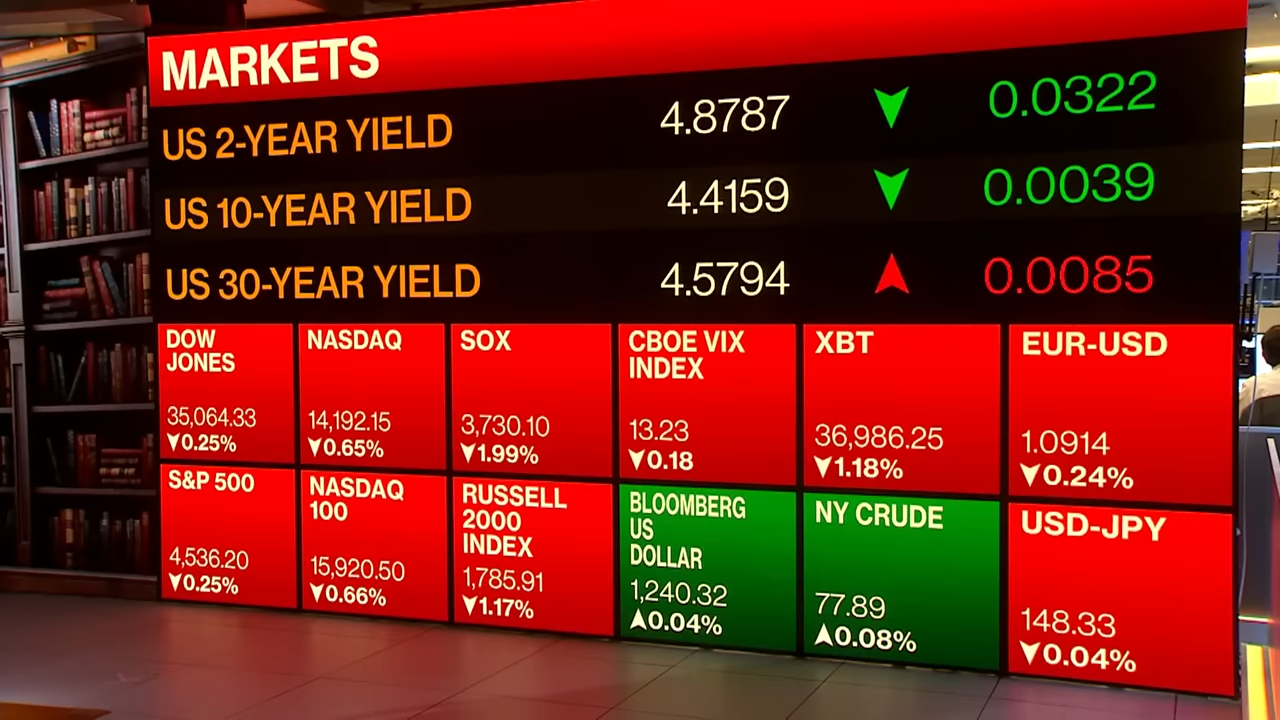 MARKETS
US 2-YEAR YIELD 4.8787 ▼ 0.0322
US 10-YEAR YIELD 4.4159 ▼ 0.0039
US 30-YEAR YIELD 4.5794 ▲ 0.0085
DOW
JONES
35,064.33
▼0.25%
NASDAQ
14,192.15
▼0.65%
SOX
3,730.10
▼1.99%
CBOE VIX
INDEX
13.23
▼0.18
XBT
36,986.25
▼1.18%
EUR-USD
1.0914
▼0.24%
S&P 500
4,536.20
▼0.25%
NASDAQ
100
15,920.50
▼0.66%
RUSSELL
2000
INDEX
1,785.91
▼1.17%
BLOOMBERG
US
DOLLAR
1,240.32
▲0.04%
NY CRUDE
77.89
▲0.08%
USD-JPY
148.33
▼0.04%